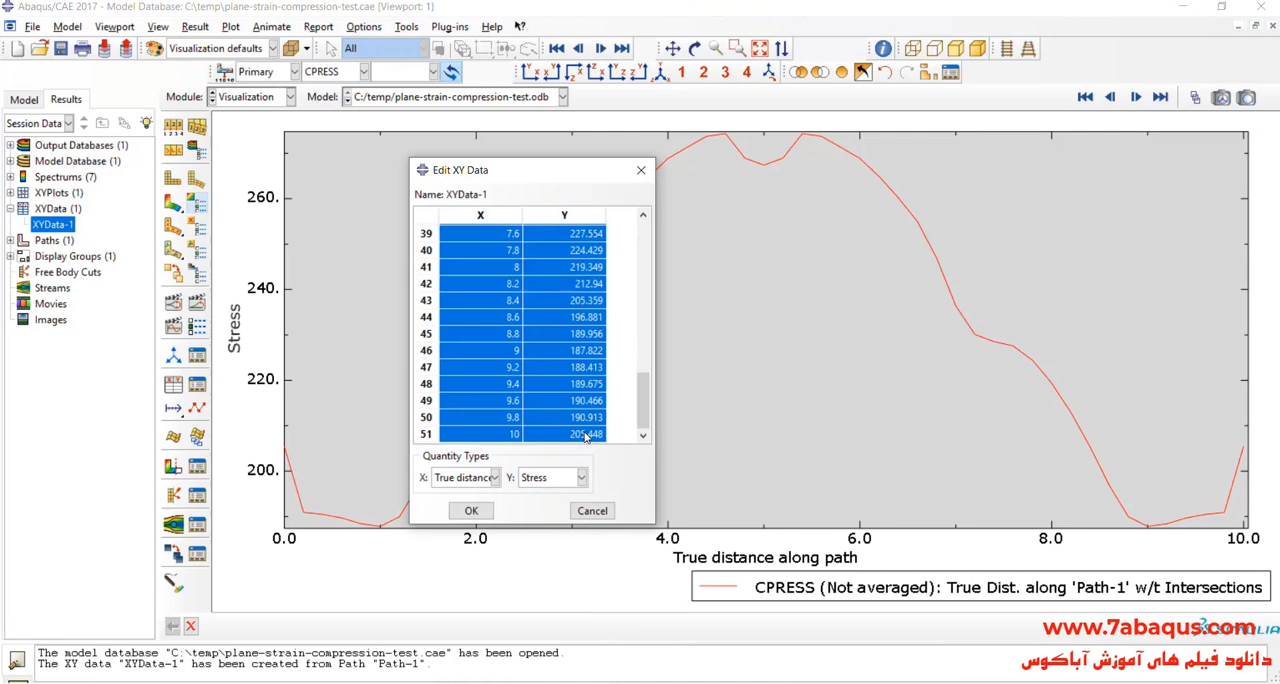 Abaqus/CAE 2017 - Model Database: C:\temp\plane-strain-compression-test.cae [Viewport: 1]
File Model Viewport View Result Plot Animate Report Options Tools Plug-ins Help
Visualization defaults All
Primary CPRESS 1 2 3 4
Model Results Module: Visualization Model: C:/temp/plane-strain-compression-test.odb
Session Data
Output Databases (1)
Model Database (1)
Spectrums (7)
XYPlots (1)
XYData (1)
XYData-1
Paths (1)
Display Groups (1)
Free Body Cuts
Streams
Movies
Images
260.
240.
220.
200.
Stress
0.0 2.0 4.0 6.0 8.0 10.0
True distance along path
CPRESS (Not averaged): True Dist. along 'Path-1' w/t Intersections
Edit XY Data
Name: XYData-1
X Y
39 7.6 227.554
40 7.8 224.429
41 8 219.349
42 8.2 212.94
43 8.4 205.359
44 8.6 196.881
45 8.8 189.956
46 9 187.822
47 9.2 188.413
48 9.4 189.675
49 9.6 190.466
50 9.8 190.913
51 10 205.448
Quantity Types
X: True distance Y: Stress
OK Cancel
www.7abaqus.com
دانلود فیلم های آموزش آباکوس
The model database "C:\temp\plane-strain-compression-test.cae" has been opened.
The XY data "XYData-1" has been created from Path "Path-1".